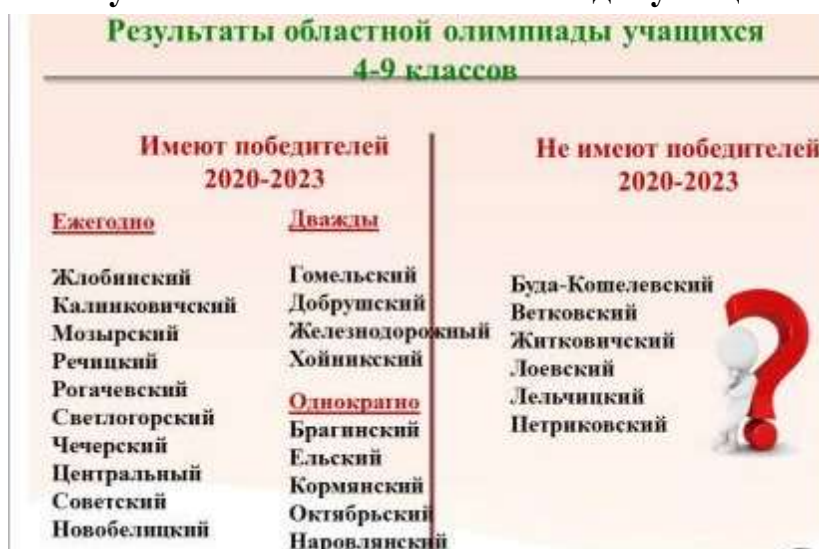 Результаты областной олимпиады учащихся
4-9 классов
Имеют победителей
2020-2023
Ежегодно
Жлобинский
Калинковичский
Мозырский
Речицкий
Рогачевский
Светлогорский
Чечерский
Центральный
Советский
Новобелицкий
Дважды
Гомельский
Добрушский
Железнодорожный
Хойникский
Однократно
Брагинский
Ельский
Кормянский
Октябрьский
Наровлянский
Не имеют победителей
2020-2023
Буда-Кошелевский
Ветковский
Житковичский
Лоевский
Лельчицкий
Петриковский